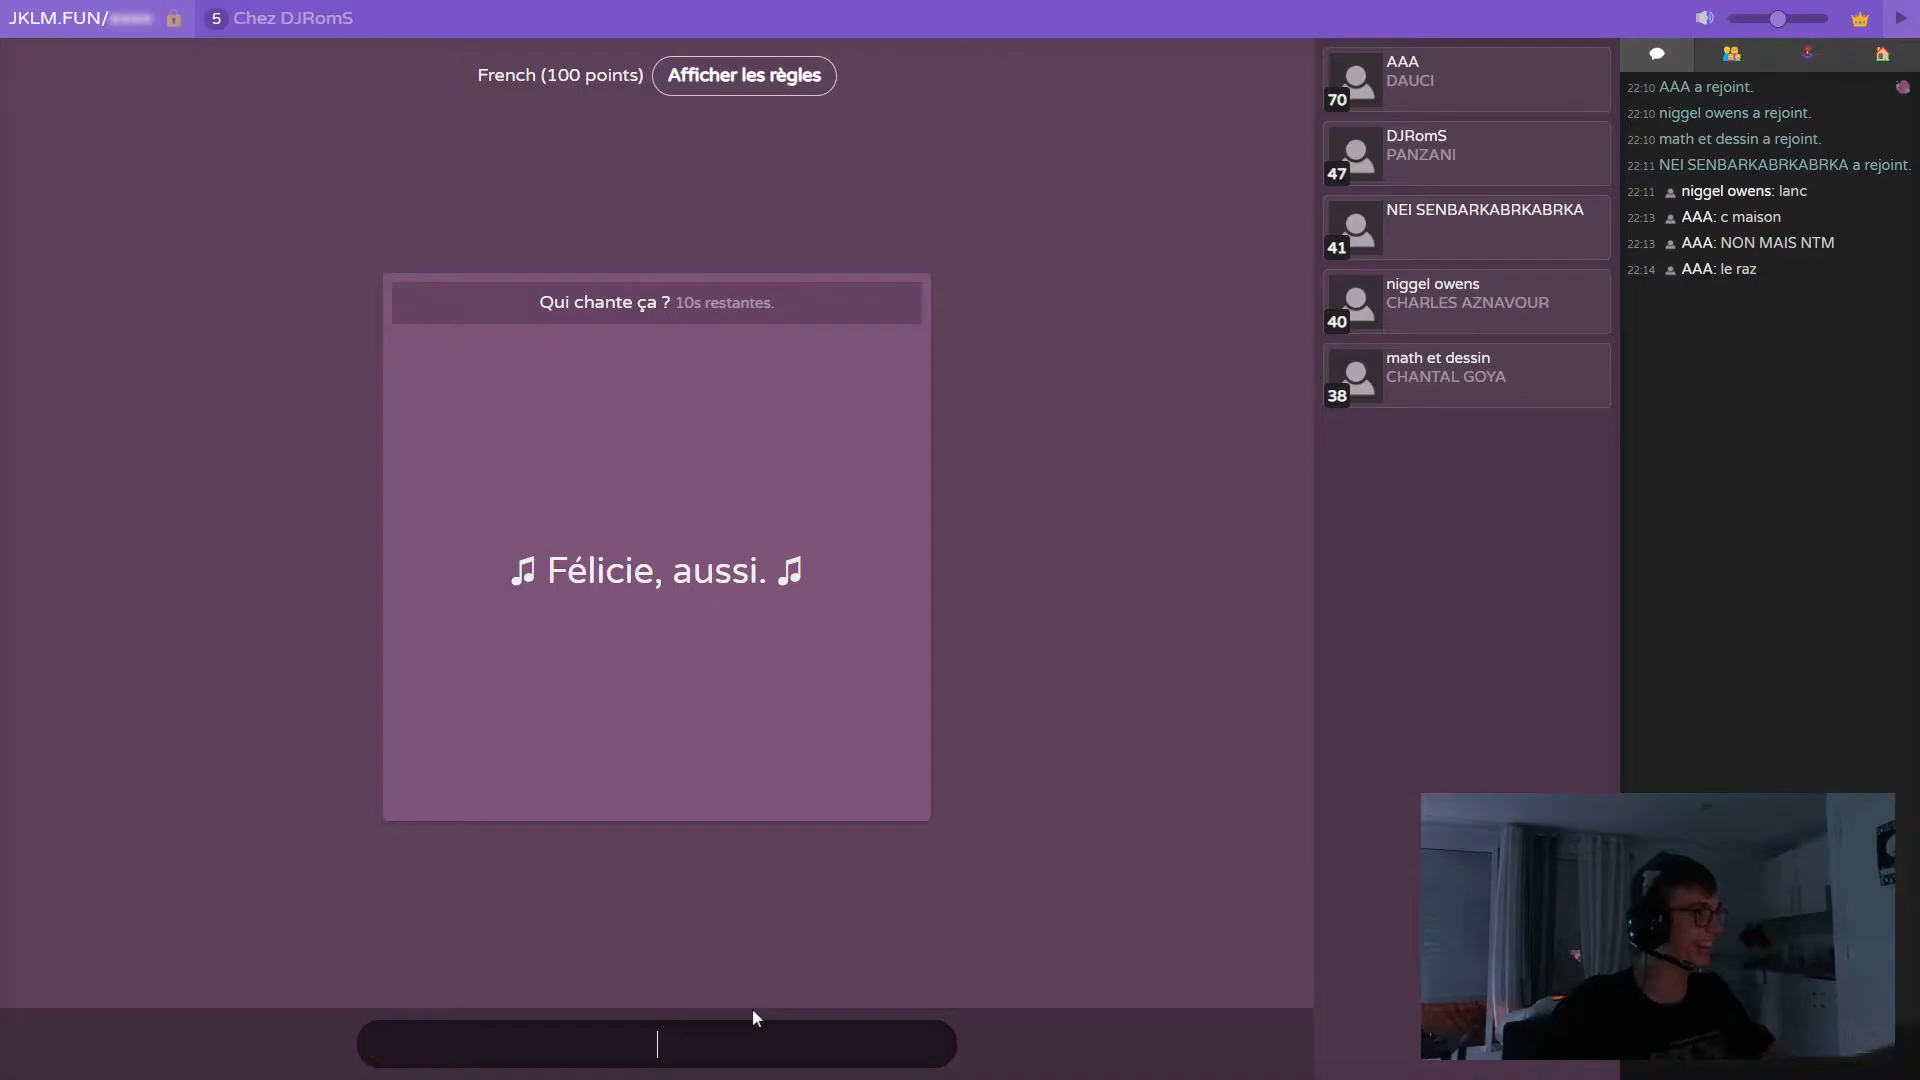 JKLM.FUN/
5 Chez DJRomS
French (100 points) Afficher les règles
Qui chante ça ? 10s restantes.
♫ Félicie, aussi. ♫
AAA
DAUCI
70
DJRomS
PANZANI
47
NEI SENBARKABRKABRKA
41
niggel owens
CHARLES AZNAVOUR
40
math et dessin
CHANTAL GOYA
38
22:10 AAA a rejoint.
22:10 niggel owens a rejoint.
22:10 math et dessin a rejoint.
22:11 NEI SENBARKABRKABRKA a rejoint.
22:11 niggel owens: lanc
22:13 AAA: c maison
22:13 AAA: NON MAIS NTM
22:14 AAA: le raz